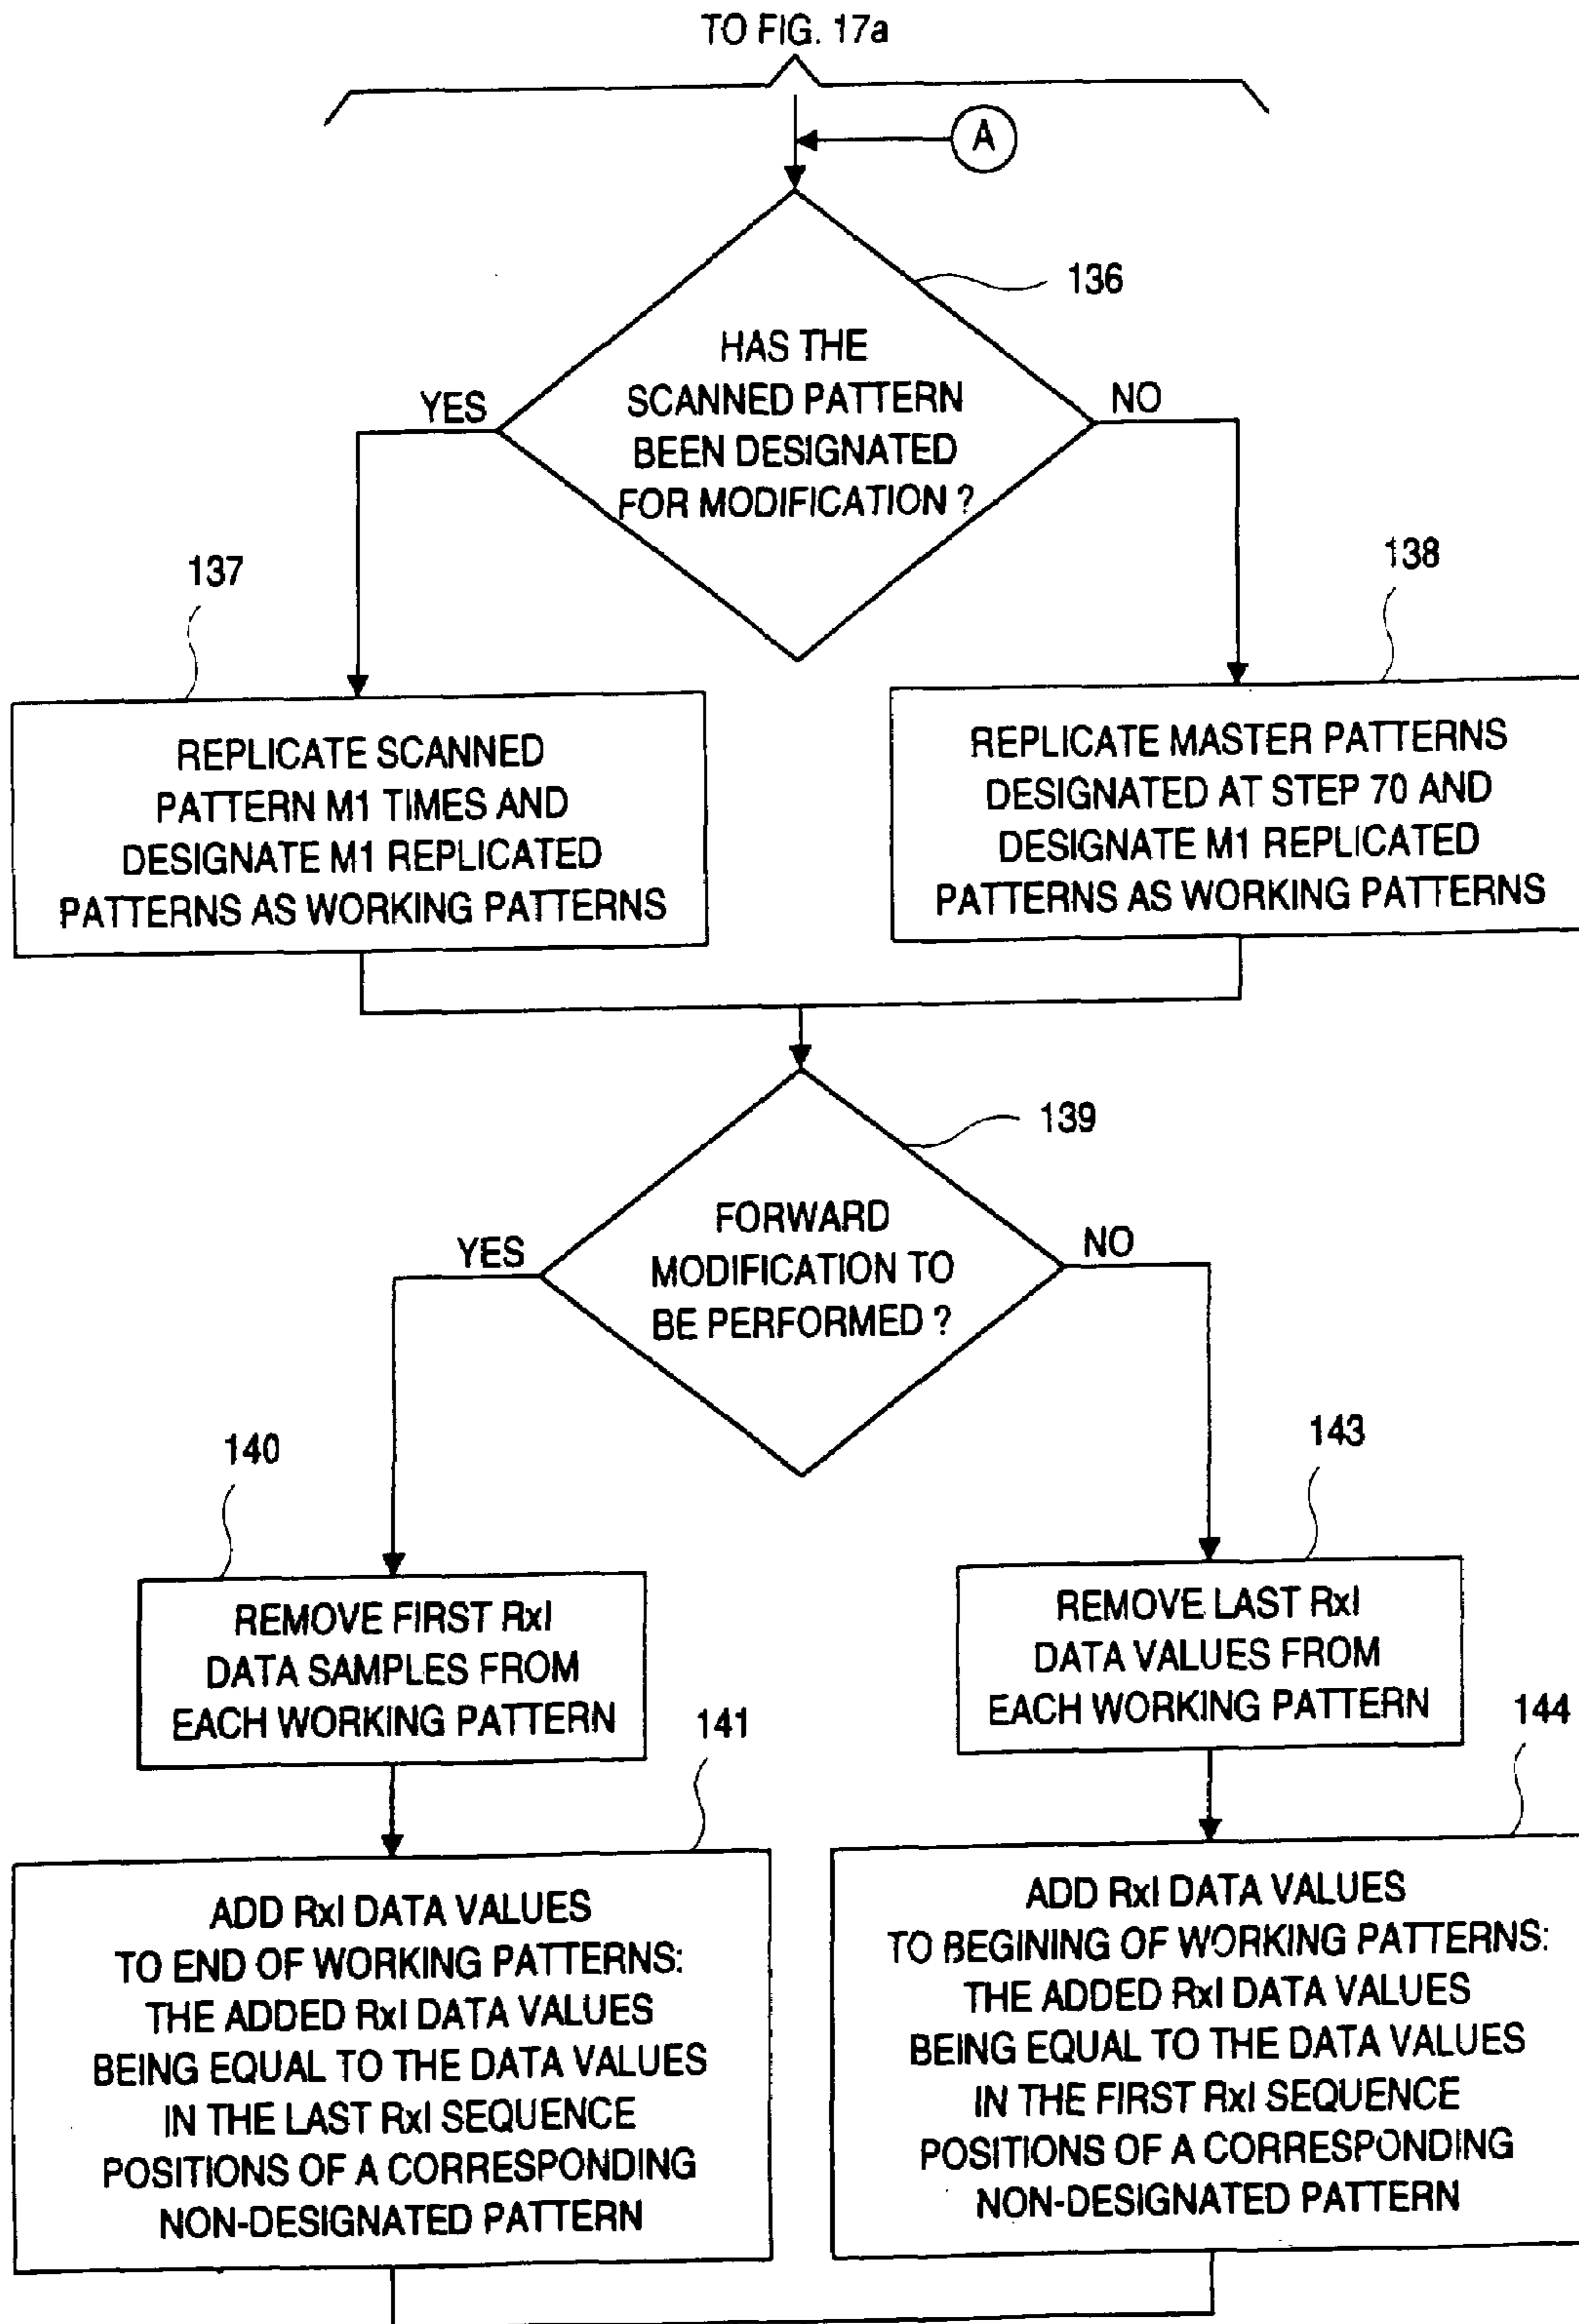 TO FIG. 17a
A
136
HAS THE
SCANNED PATTERN
BEEN DESIGNATED
FOR MODIFICATION ?
YES
NO
137
138
REPLICATE SCANNED
PATTERN M1 TIMES AND
DESIGNATE M1 REPLICATED
PATTERNS AS WORKING PATTERNS
REPLICATE MASTER PATTERNS
DESIGNATED AT STEP 70 AND
DESIGNATE M1 REPLICATED
PATTERNS AS WORKING PATTERNS
139
FORWARD
MODIFICATION TO
BE PERFORMED ?
YES
NO
140
143
REMOVE FIRST RxI
DATA SAMPLES FROM
EACH WORKING PATTERN
REMOVE LAST RxI
DATA VALUES FROM
EACH WORKING PATTERN
141
144
ADD RxI DATA VALUES
TO END OF WORKING PATTERNS:
THE ADDED RxI DATA VALUES
BEING EQUAL TO THE DATA VALUES
IN THE LAST RxI SEQUENCE
POSITIONS OF A CORRESPONDING
NON-DESIGNATED PATTERN
ADD RxI DATA VALUES
TO BEGINING OF WORKING PATTERNS:
THE ADDED RxI DATA VALUES
BEING EQUAL TO THE DATA VALUES
IN THE FIRST RxI SEQUENCE
POSITIONS OF A CORRESPONDING
NON-DESIGNATED PATTERN